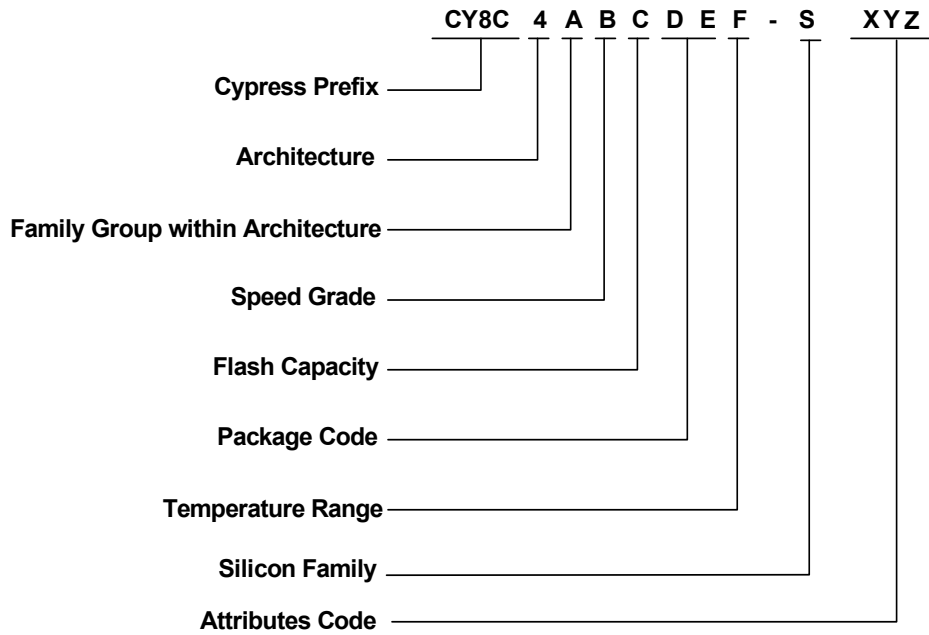 CY8C 4 A B C D E F - S XYZ
Cypress Prefix
Architecture
Family Group within Architecture
Speed Grade
Flash Capacity
Package Code
Temperature Range
Silicon Family
Attributes Code